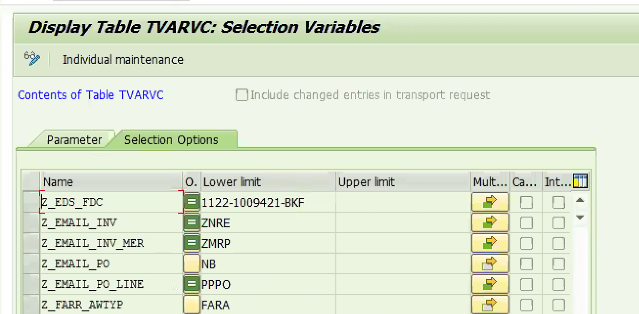 Display Table TVARVC: Selection Variables
Individual maintenance
Contents of Table TVARVC Include changed entries in transport request
Parameter Selection Options
Name O. Lower limit Upper limit Mult... Ca... Int...
Z_EDS_FDC 1122-1009421-BKF
Z_EMAIL_INV ZNRE
Z_EMAIL_INV_MER ZMRP
Z_EMAIL_PO NB
Z_EMAIL_PO_LINE PPPO
Z_FARR_AWTYP FARA